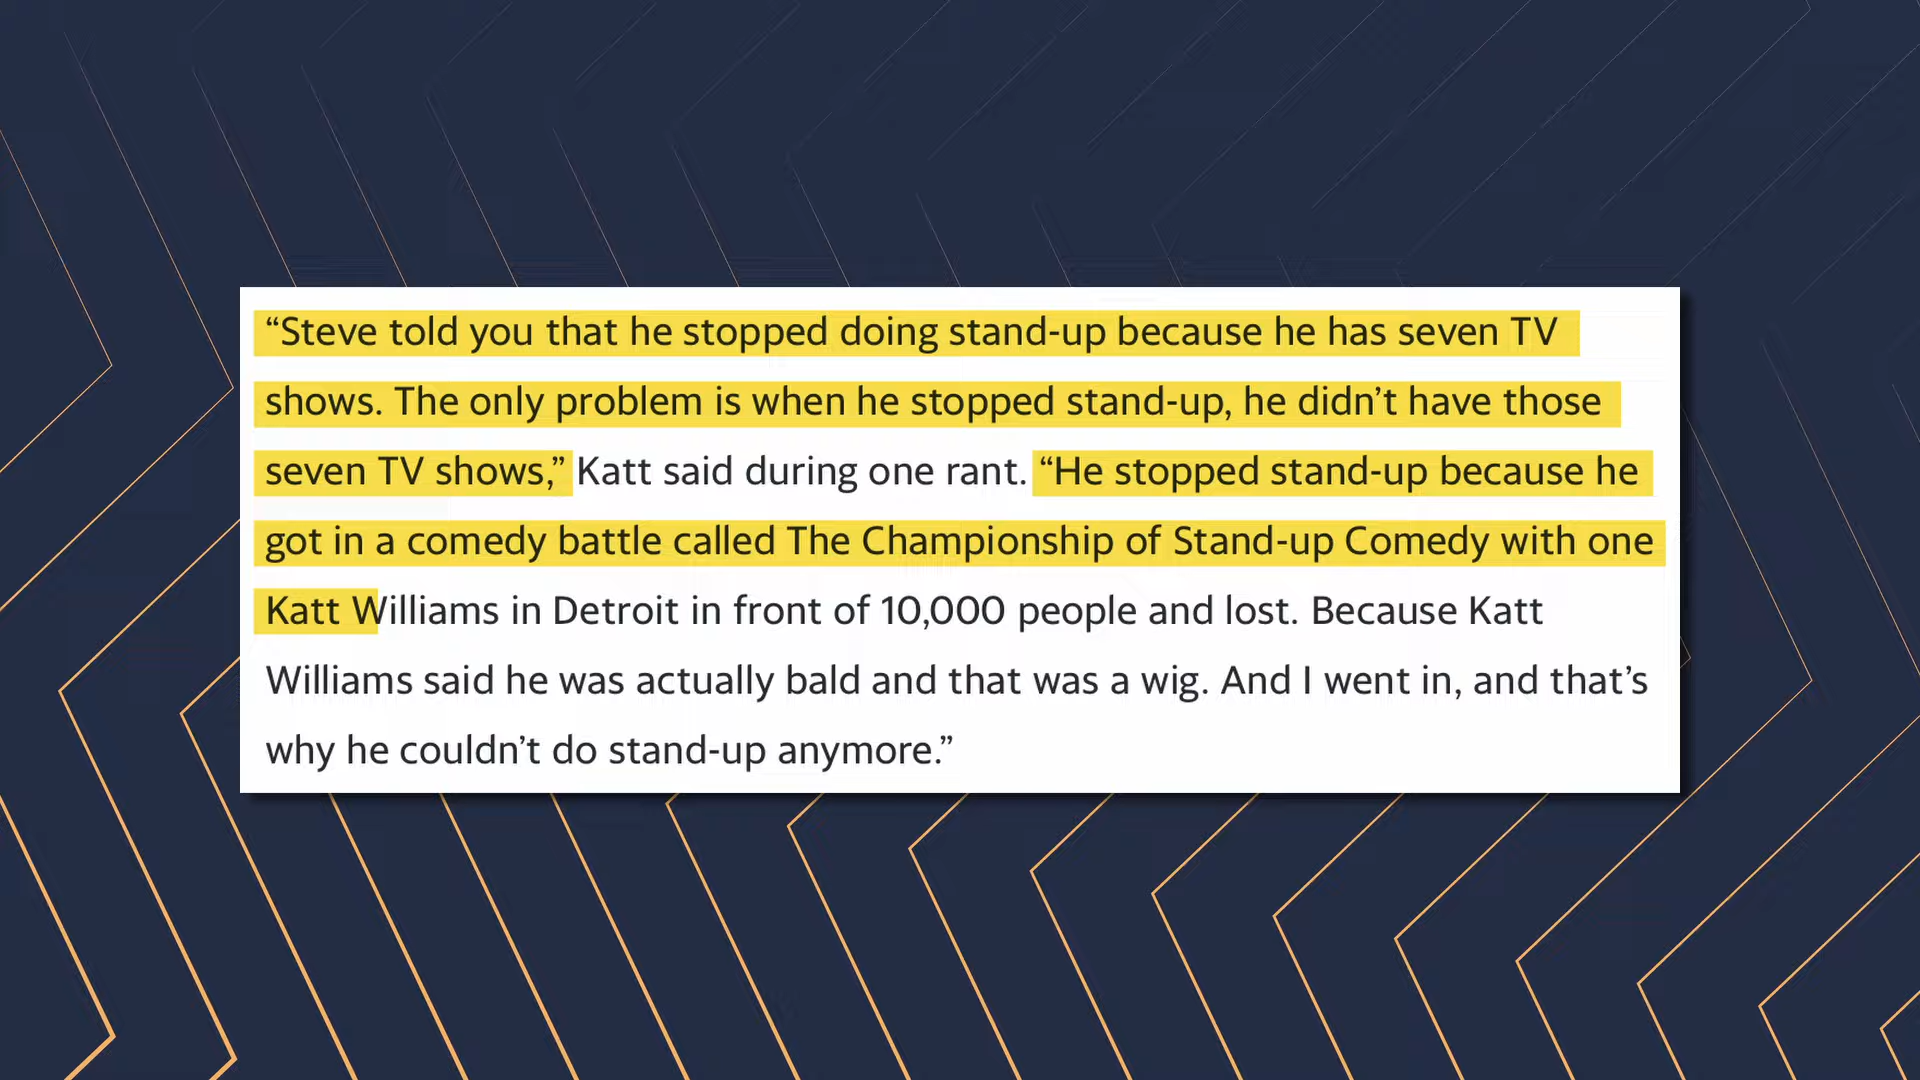 “Steve told you that he stopped doing stand-up because he has seven TV
shows. The only problem is when he stopped stand-up, he didn’t have those
seven TV shows,” Katt said during one rant. “He stopped stand-up because he
got in a comedy battle called The Championship of Stand-up Comedy with one
Katt Williams in Detroit in front of 10,000 people and lost. Because Katt
Williams said he was actually bald and that was a wig. And I went in, and that’s
why he couldn’t do stand-up anymore.”